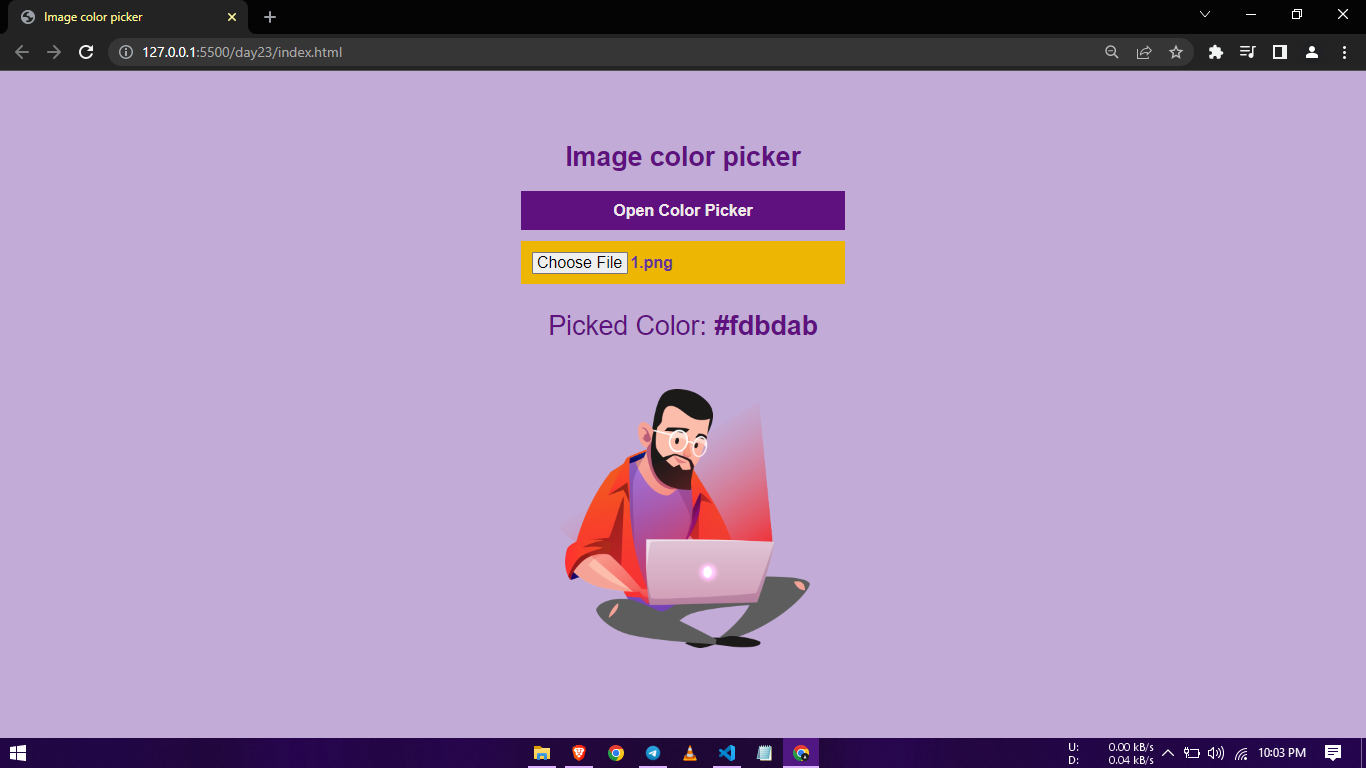 Image color picker
127.0.0.1:5500/day23/index.html
Image color picker
Open Color Picker
Choose File 1.png
Picked Color: #fdbdab
U: 0.00 kB/s
D: 0.04 kB/s
10:03 PM